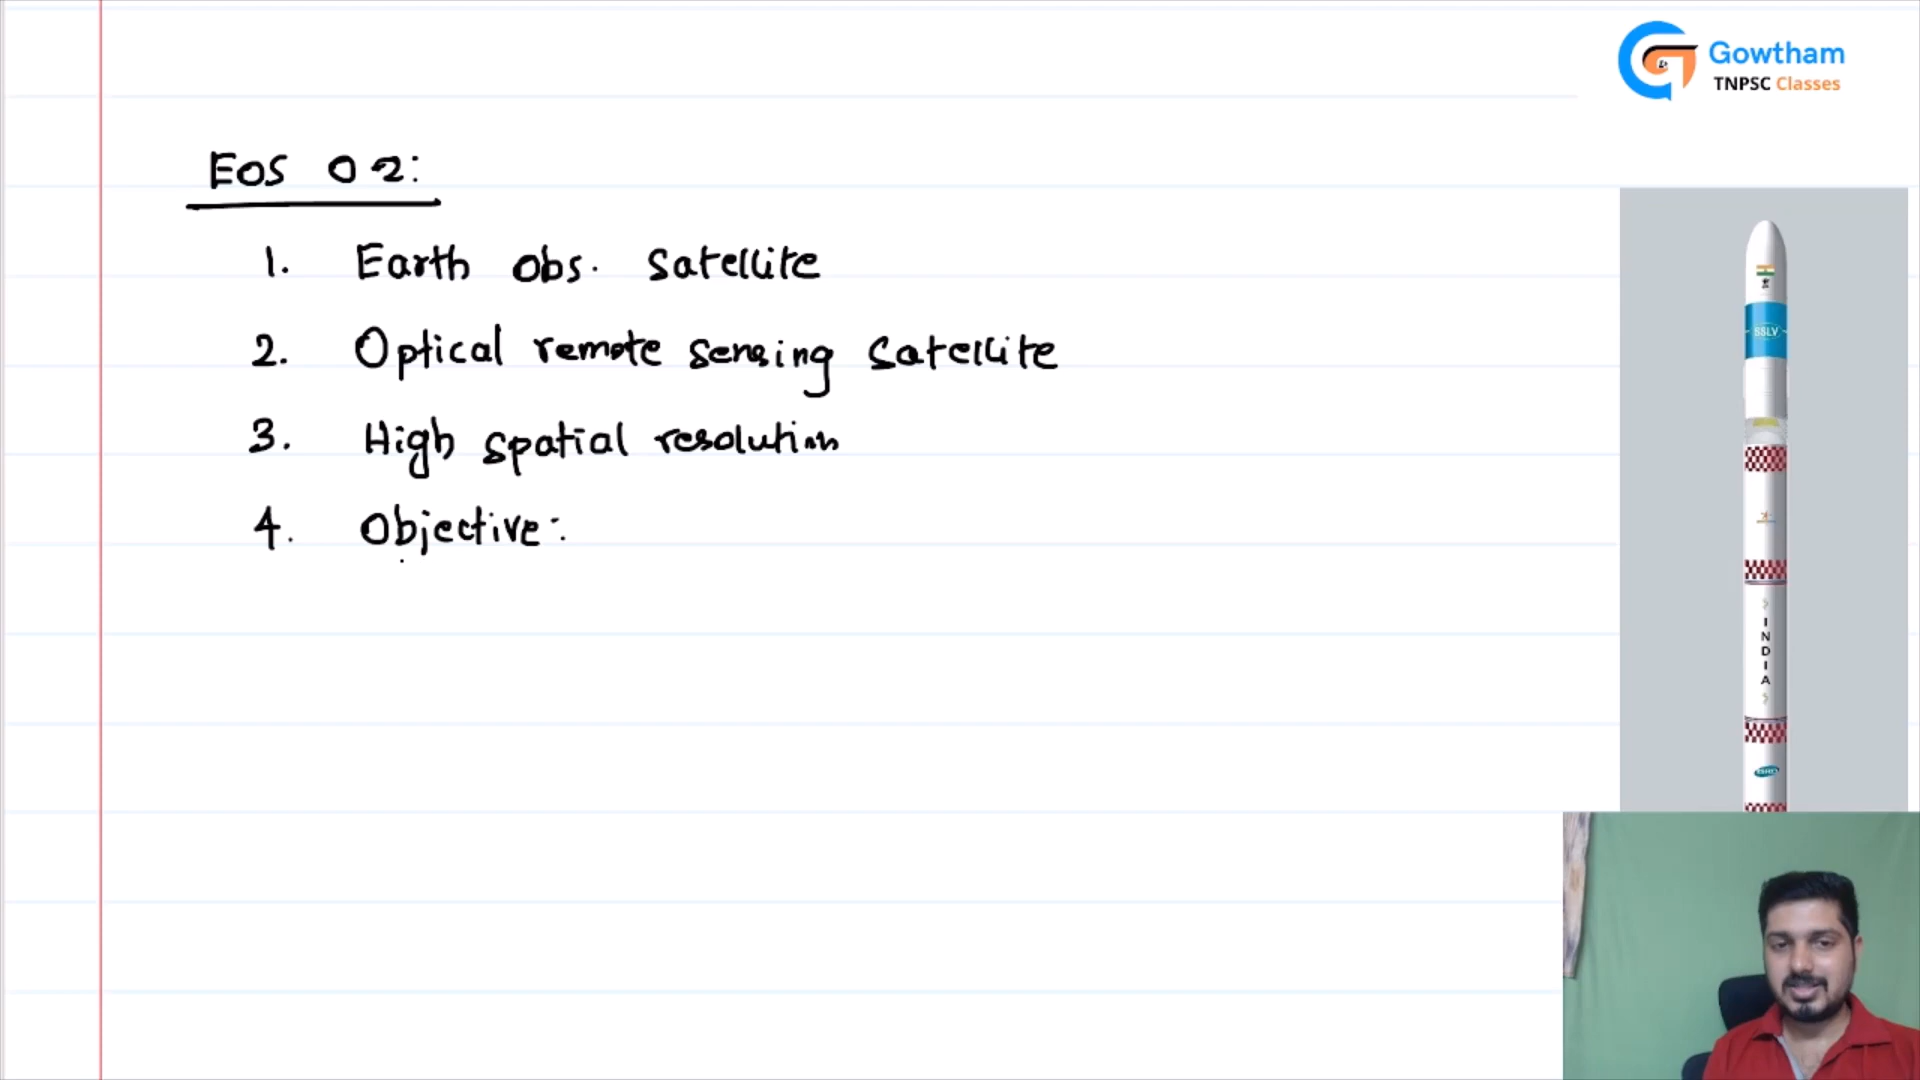 Gowtham
TNPSC Classes
EOS 02:
1. Earth obs. Satellite
2. Optical remote sensing Satellite
3. High spatial resolution
4. Objective:
SSLV
INDIA